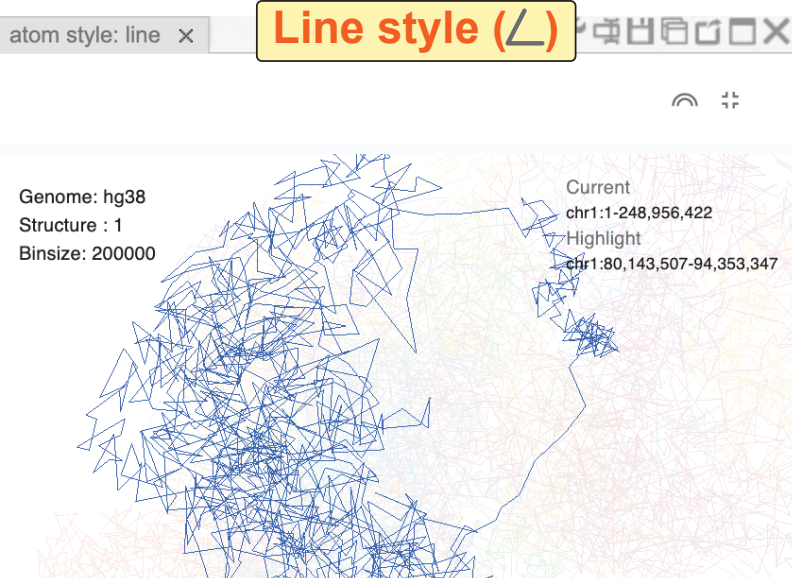 atom style: line
Line style (∠)
Genome: hg38
Structure : 1
Binsize: 200000
Current
chr1:1-248,956,422
Highlight
chr1:80,143,507-94,353,347